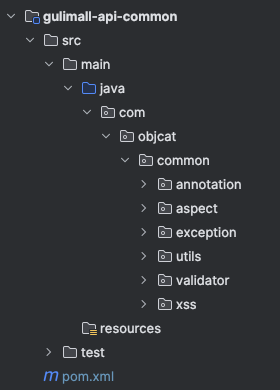 gulimall-api-common
src
main
java
com
objcat
common
annotation
aspect
exception
utils
validator
xss
resources
test
m pom.xml